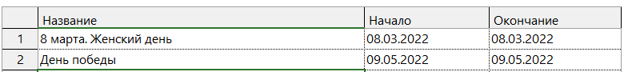 Название Начало Окончание
1 8 марта. Женский день 08.03.2022 08.03.2022
2 День победы 09.05.2022 09.05.2022